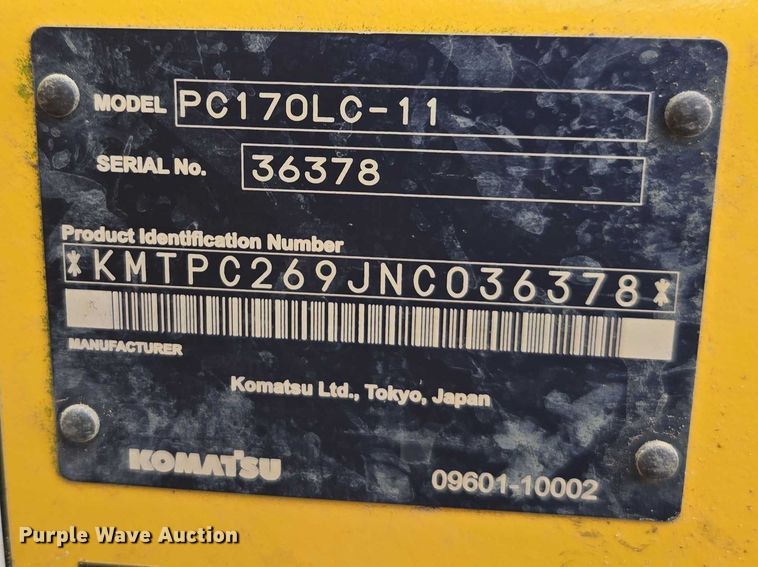 MODEL PC170LC-11
SERIAL No. 36378
Product Identification Number
*KMTPC269JNC036378*
MANUFACTURER
Komatsu Ltd., Tokyo, Japan
KOMATSU 09601-10002
Purple Wave Auction